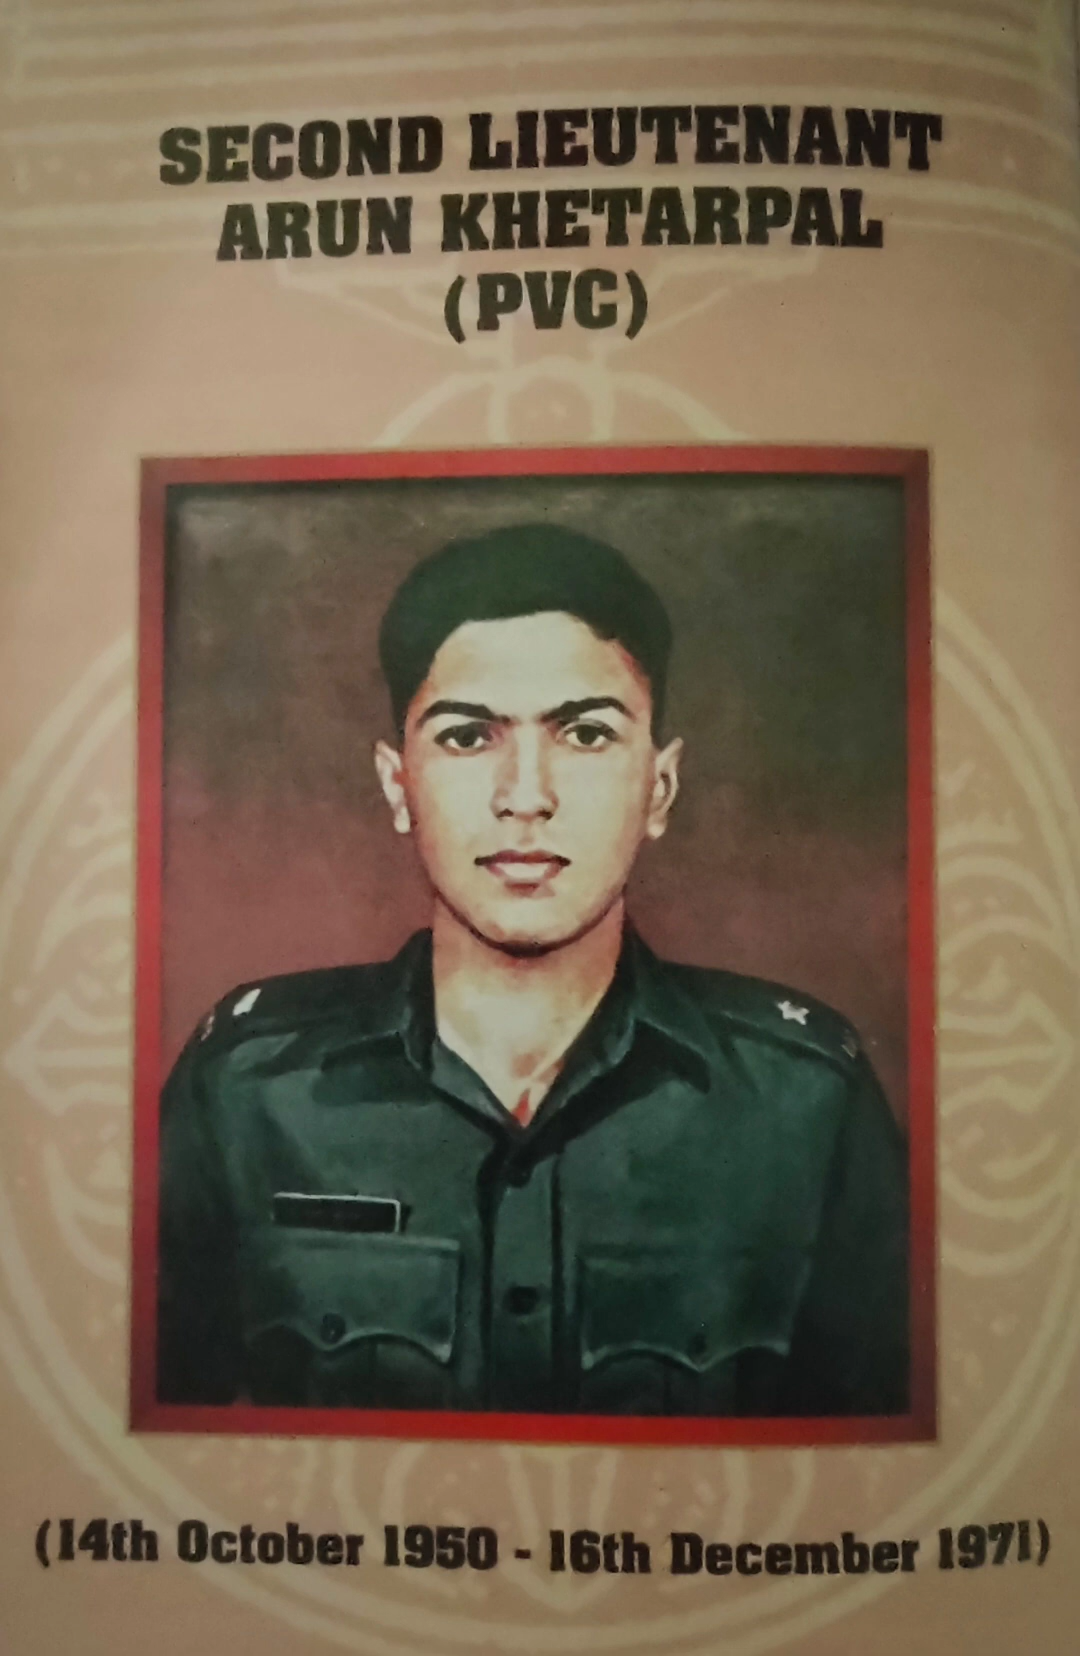 SECOND LIEUTENANT
ARUN KHETARPAL
(PVC)
(14th October 1950 - 16th December 1971)